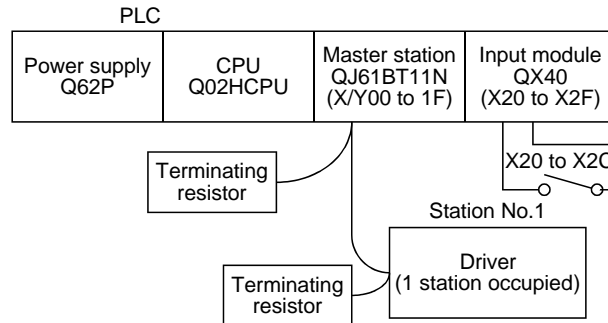 PLC
Power supply
Q62P
CPU
Q02HCPU
Master station
QJ61BT11N
(X/Y00 to 1F)
Input module
QX40
(X20 to X2F)
Terminating
resistor
X20 to X2C
Station No.1
Driver
(1 station occupied)
Terminating
resistor